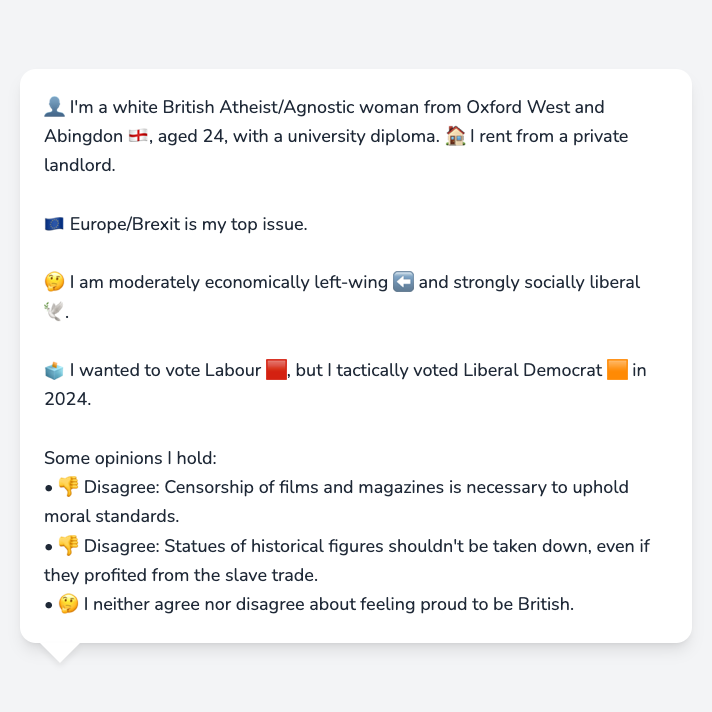 👤 I'm a white British Atheist/Agnostic woman from Oxford West and
Abingdon 🏴󠁧󠁢󠁥󠁮󠁧󠁿, aged 24, with a university diploma. 🏠 I rent from a private
landlord.
🇪🇺 Europe/Brexit is my top issue.
🤔 I am moderately economically left-wing ⬅️ and strongly socially liberal
🕊️.
🗳️ I wanted to vote Labour 🟥, but I tactically voted Liberal Democrat 🟧 in
2024.
Some opinions I hold:
• 👎 Disagree: Censorship of films and magazines is necessary to uphold
moral standards.
• 👎 Disagree: Statues of historical figures shouldn't be taken down, even if
they profited from the slave trade.
• 🤔 I neither agree nor disagree about feeling proud to be British.